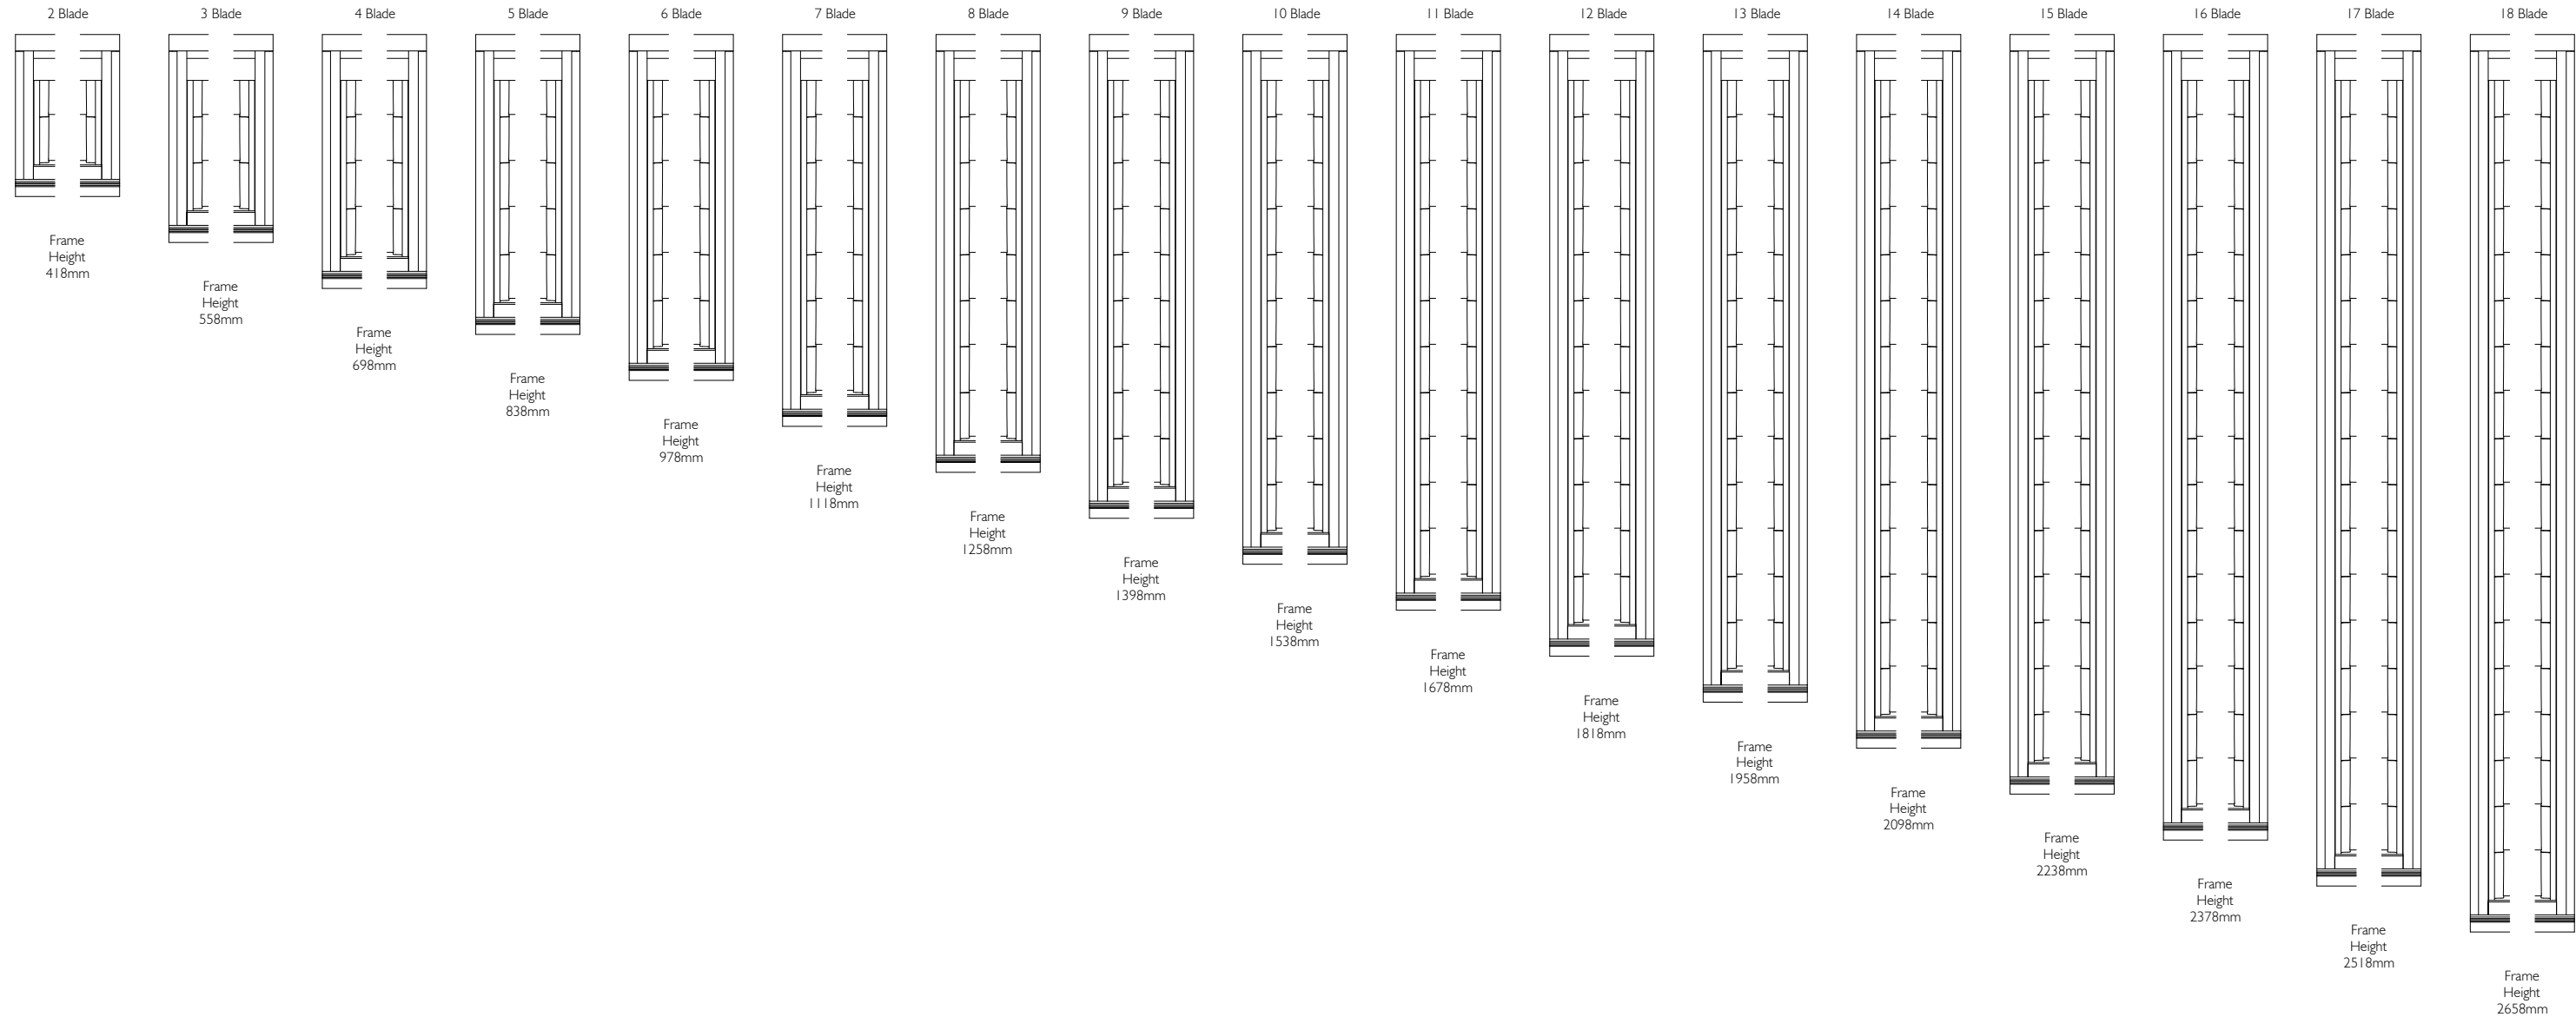 2 Blade
3 Blade
4 Blade
5 Blade
6 Blade
7 Blade
8 Blade
9 Blade
10 Blade
11 Blade
12 Blade
13 Blade
14 Blade
15 Blade
16 Blade
17 Blade
18 Blade
Frame
Height
418mm
Frame
Height
558mm
Frame
Height
698mm
Frame
Height
838mm
Frame
Height
978mm
Frame
Height
1118mm
Frame
Height
1258mm
Frame
Height
1398mm
Frame
Height
1538mm
Frame
Height
1678mm
Frame
Height
1818mm
Frame
Height
1958mm
Frame
Height
2098mm
Frame
Height
2238mm
Frame
Height
2378mm
Frame
Height
2518mm
Frame
Height
2658mm